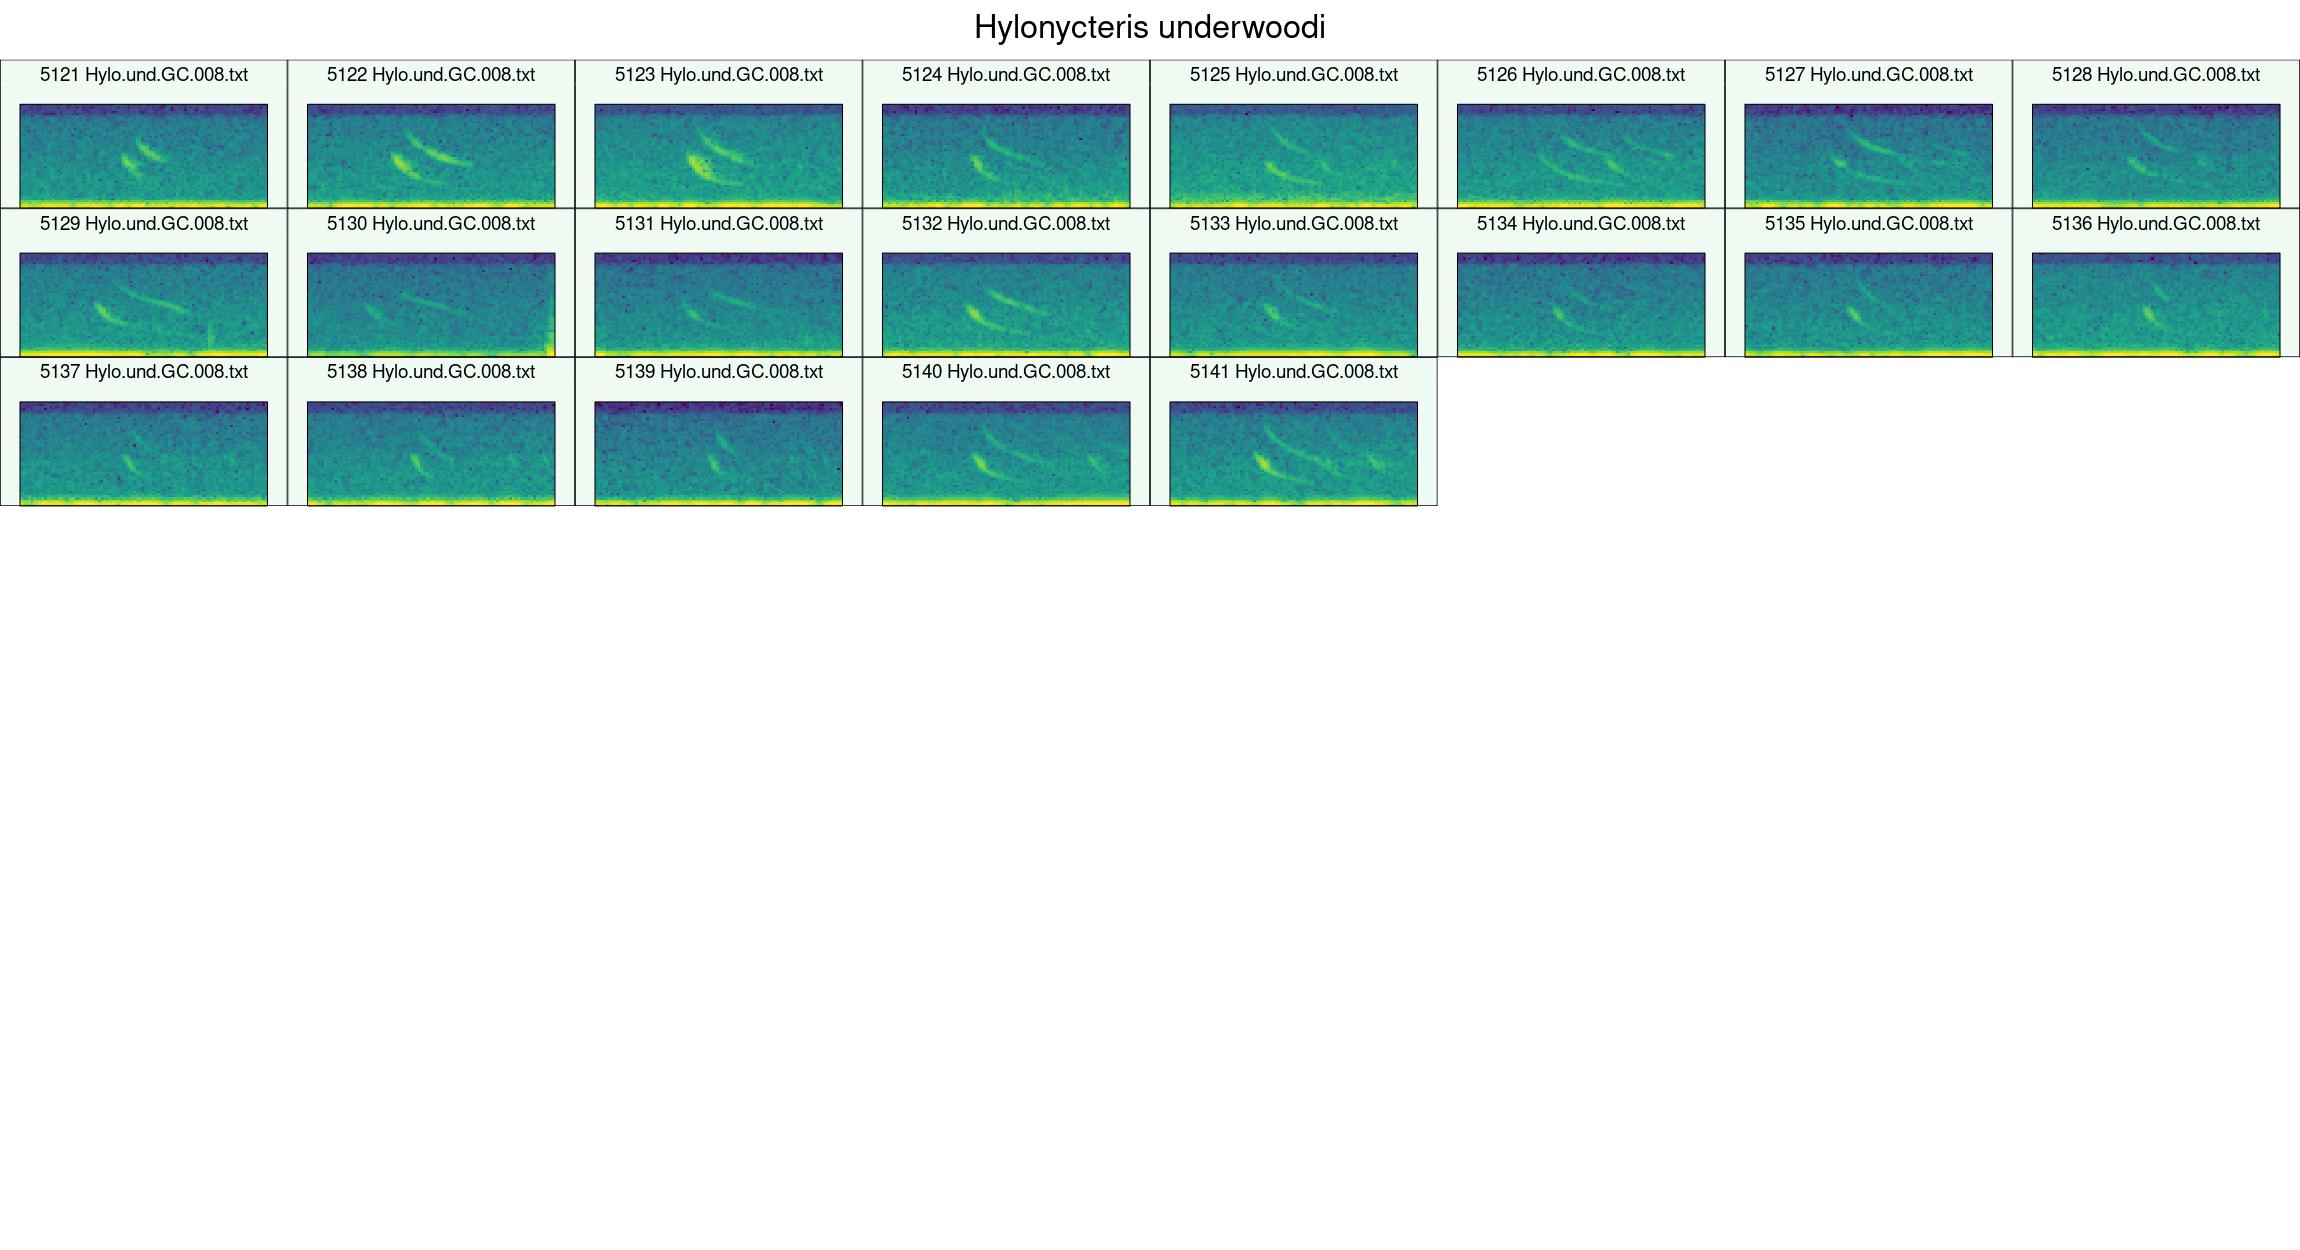 Hylonycteris underwoodi
5121 Hylo.und.GC.008.txt
5122 Hylo.und.GC.008.txt
5123 Hylo.und.GC.008.txt
5124 Hylo.und.GC.008.txt
5125 Hylo.und.GC.008.txt
5126 Hylo.und.GC.008.txt
5127 Hylo.und.GC.008.txt
5128 Hylo.und.GC.008.txt
5129 Hylo.und.GC.008.txt
5130 Hylo.und.GC.008.txt
5131 Hylo.und.GC.008.txt
5132 Hylo.und.GC.008.txt
5133 Hylo.und.GC.008.txt
5134 Hylo.und.GC.008.txt
5135 Hylo.und.GC.008.txt
5136 Hylo.und.GC.008.txt
5137 Hylo.und.GC.008.txt
5138 Hylo.und.GC.008.txt
5139 Hylo.und.GC.008.txt
5140 Hylo.und.GC.008.txt
5141 Hylo.und.GC.008.txt